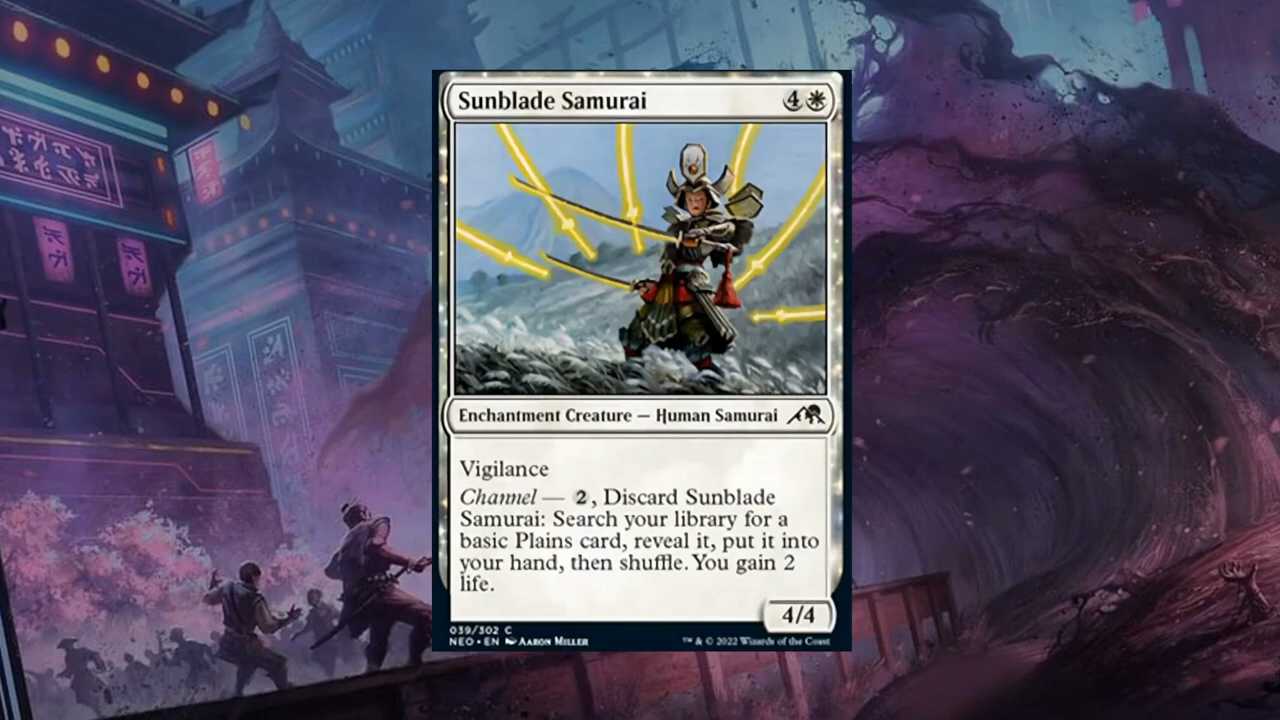 Sunblade Samurai 4
Enchantment Creature — Human Samurai
Vigilance
Channel — 2, Discard Sunblade
Samurai: Search your library for a
basic Plains card, reveal it, put it into
your hand, then shuffle. You gain 2
life.
4/4
039/302 C
NEO • EN Aaron Miller
™ & © 2022 Wizards of the Coast